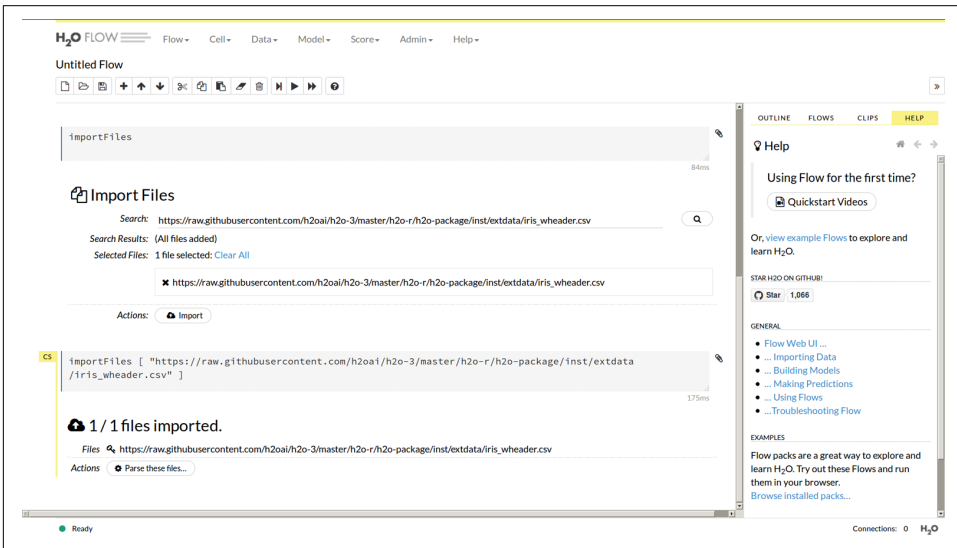 H2O FLOW Flow Cell Data Model Score Admin Help
Untitled Flow
importFiles
84ms
Import Files
Search: https://raw.githubusercontent.com/h2oai/h2o-3/master/h2o-r/h2o-package/inst/extdata/iris_wheader.csv
Search Results: (All files added)
Selected Files: 1 file selected: Clear All
https://raw.githubusercontent.com/h2oai/h2o-3/master/h2o-r/h2o-package/inst/extdata/iris_wheader.csv
Actions: Import
CS
importFiles [ "https://raw.githubusercontent.com/h2oai/h2o-3/master/h2o-r/h2o-package/inst/extdata
/iris_wheader.csv" ]
175ms
1 / 1 files imported.
Files https://raw.githubusercontent.com/h2oai/h2o-3/master/h2o-r/h2o-package/inst/extdata/iris_wheader.csv
Actions Parse these files...
OUTLINE FLOWS CLIPS HELP
Help
Using Flow for the first time?
Quickstart Videos
Or, view example Flows to explore and
learn H2O.
STAR H2O ON GITHUB!
Star 1,066
GENERAL
Flow Web UI ...
... Importing Data
... Building Models
... Making Predictions
... Using Flows
...Troubleshooting Flow
EXAMPLES
Flow packs are a great way to explore and
learn H2O. Try out these Flows and run
them in your browser.
Browse installed packs...
Ready
Connections: 0 H2O